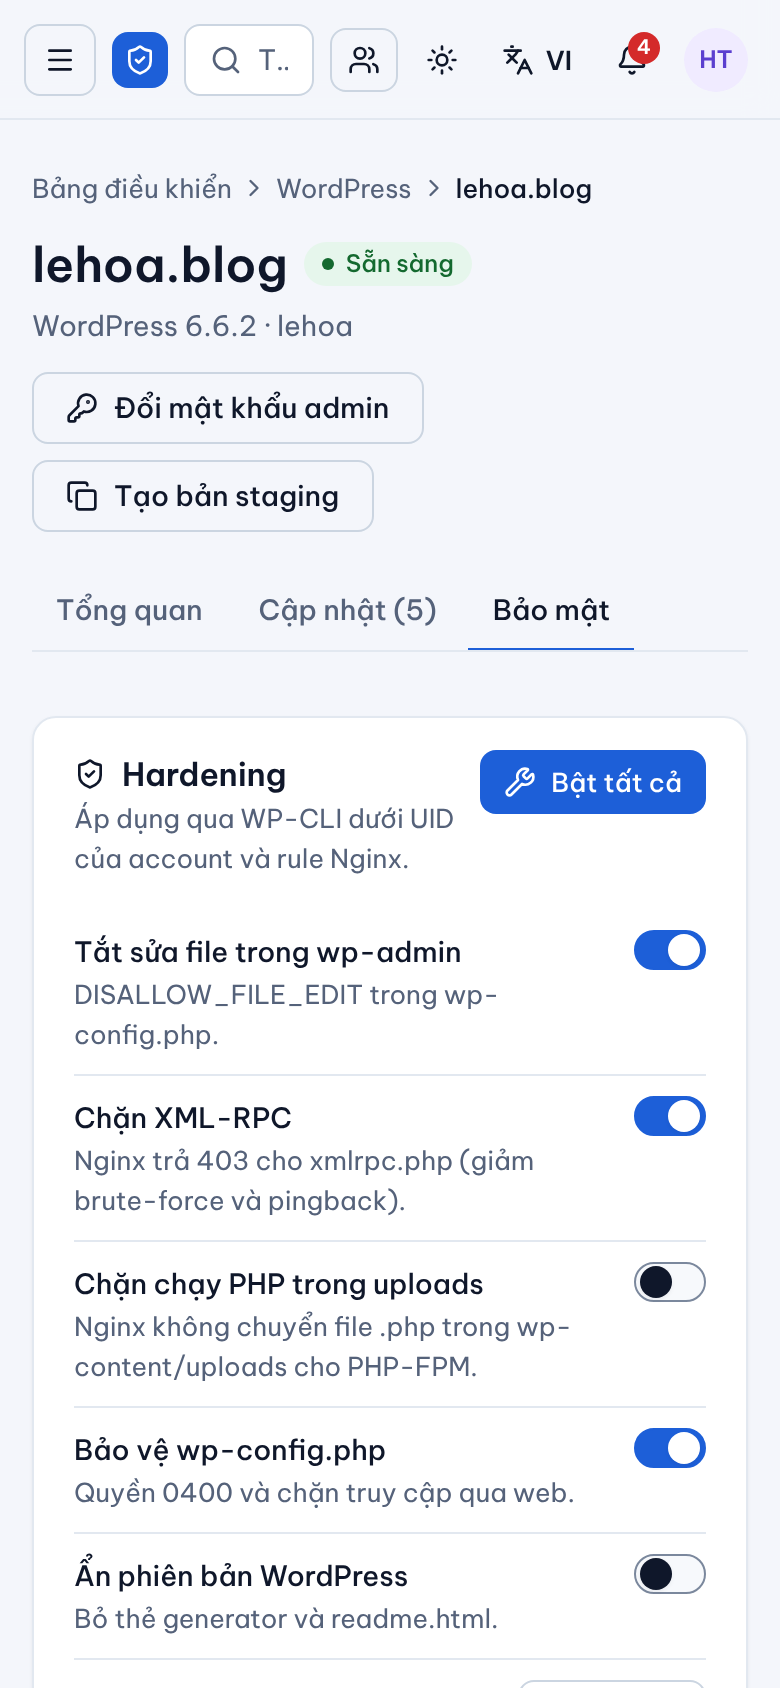 T..
VI
4
HT
Bảng điều khiển > WordPress > lehoa.blog
lehoa.blog
Sẵn sàng
WordPress 6.6.2 · lehoa
Đổi mật khẩu admin
Tạo bản staging
Tổng quan
Cập nhật (5)
Bảo mật
Hardening
Bật tất cả
Áp dụng qua WP-CLI dưới UID
của account và rule Nginx.
Tắt sửa file trong wp-admin
DISALLOW_FILE_EDIT trong wp-
config.php.
Chặn XML-RPC
Nginx trả 403 cho xmlrpc.php (giảm
brute-force và pingback).
Chặn chạy PHP trong uploads
Nginx không chuyển file .php trong wp-
content/uploads cho PHP-FPM.
Bảo vệ wp-config.php
Quyền 0400 và chặn truy cập qua web.
Ẩn phiên bản WordPress
Bỏ thẻ generator và readme.html.